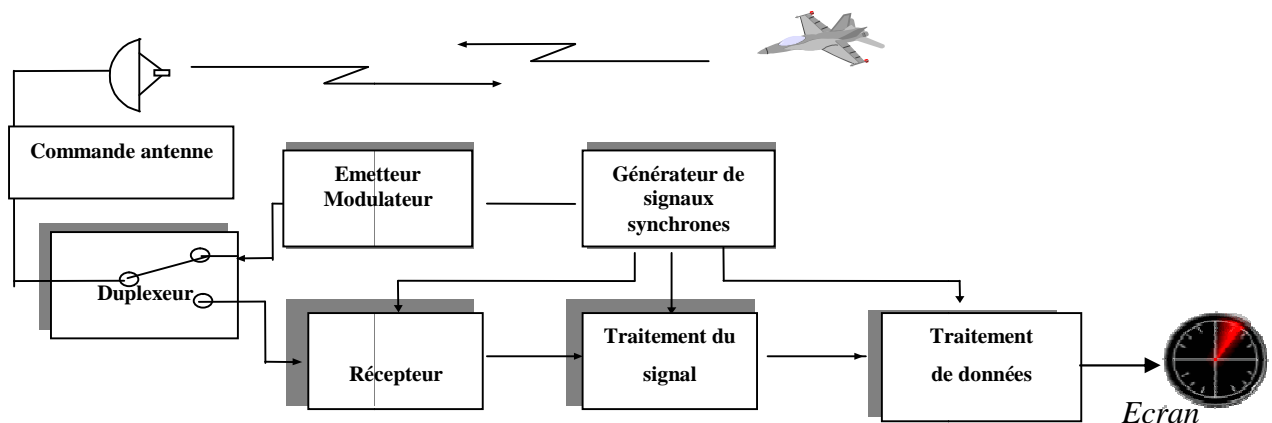 Commande antenne
Emetteur
Modulateur
Générateur de
signaux
synchrones
Duplexeur
Récepteur
Traitement du
signal
Traitement
de données
Ecran